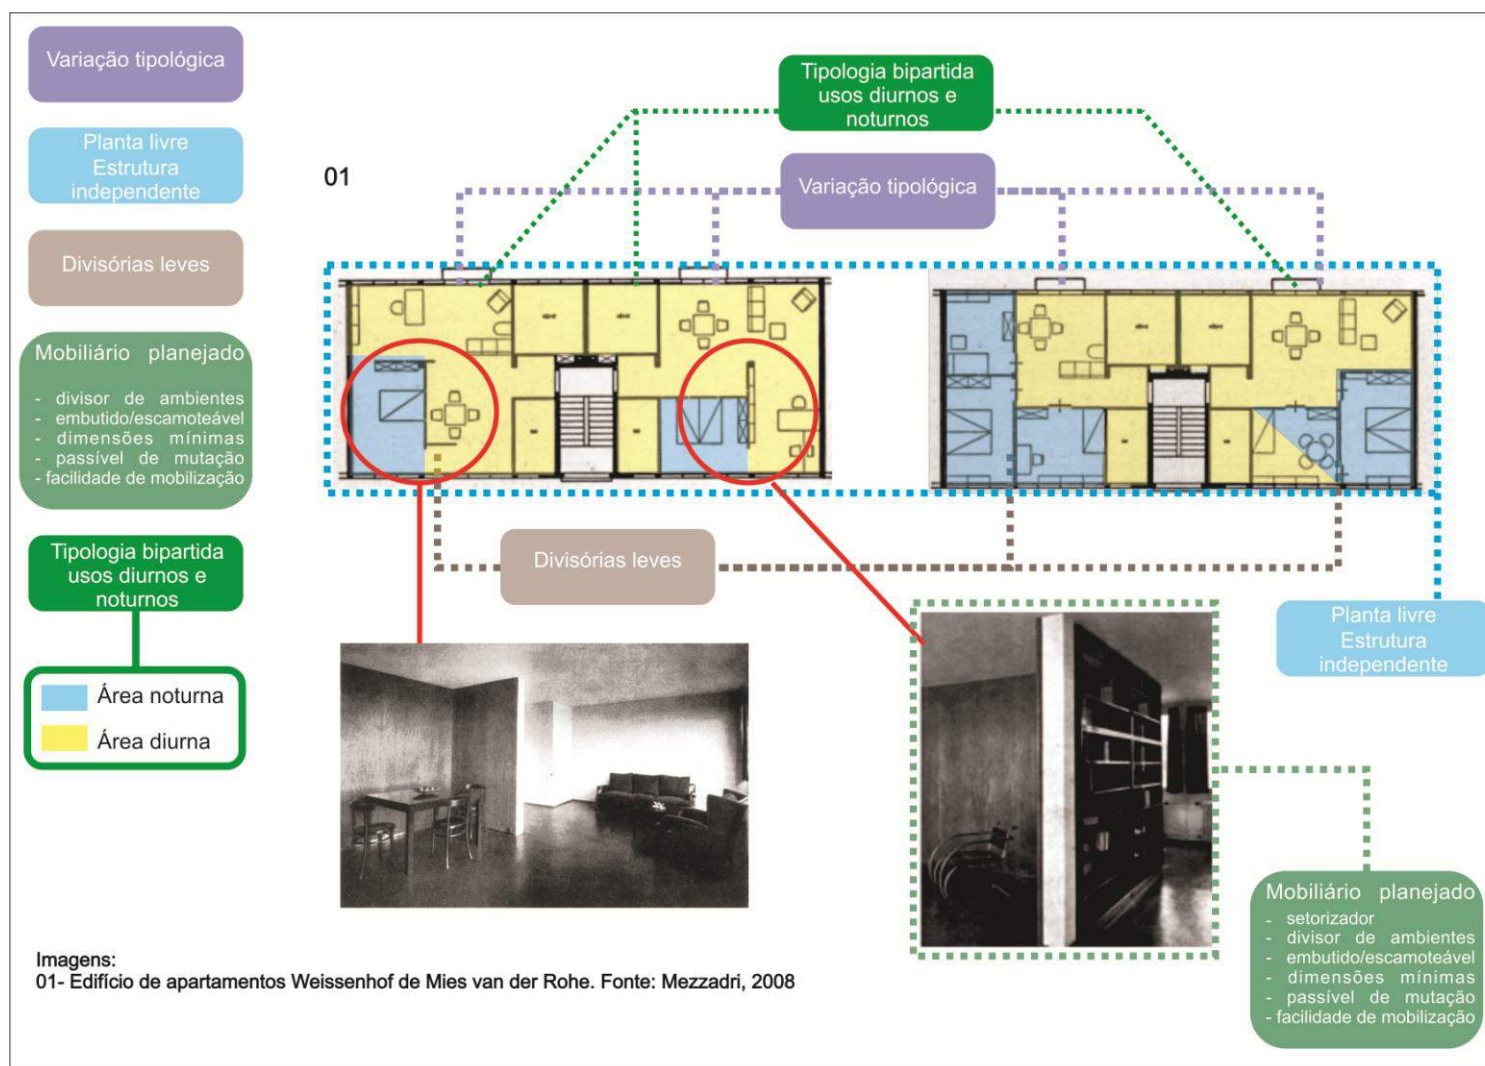 Variação tipológica
Planta livre
Estrutura
independente
Divisórias leves
Mobiliário planejado
- divisor de ambientes
- embutido/escamoteável
- dimensões mínimas
- passível de mutação
- facilidade de mobilização
Tipologia bipartida
usos diurnos e
noturnos
Área noturna
Área diurna
01
Tipologia bipartida
usos diurnos e
noturnos
Variação tipológica
Divisórias leves
Planta livre
Estrutura
independente
Mobiliário planejado
- setorizador
- divisor de ambientes
- embutido/escamoteável
- dimensões mínimas
- passível de mutação
- facilidade de mobilização
Imagens:
01- Edifício de apartamentos Weissenhof de Mies van der Rohe. Fonte: Mezzadri, 2008